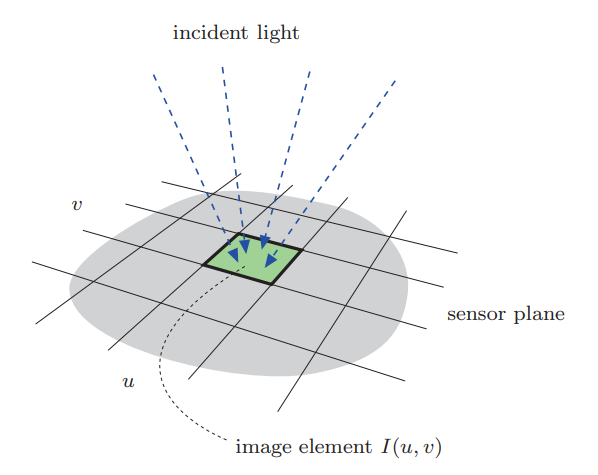 incident light
v
sensor plane
u
image element I(u, v)